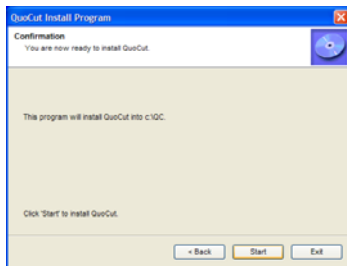 QuoCut Install Program
Confirmation
You are now ready to install QuoCut.
This program will install QuoCut into c:\QC.
Click 'Start' to install QuoCut.
< Back Start Exit